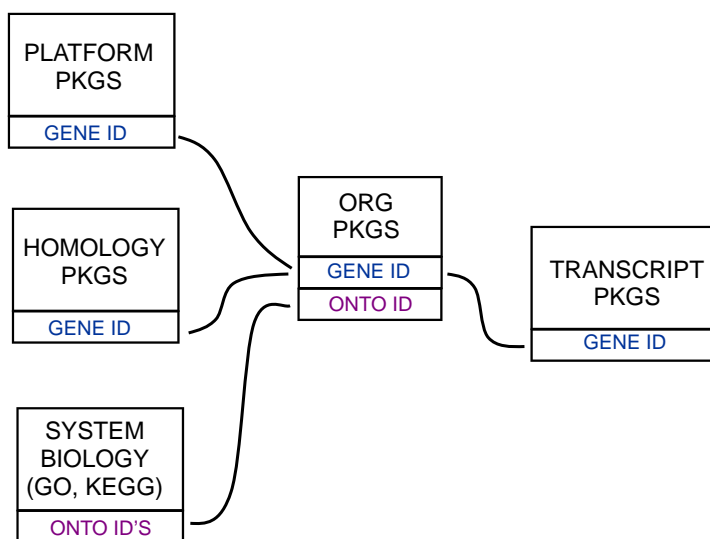 PLATFORM
PKGS
GENE ID
HOMOLOGY
PKGS
GENE ID
SYSTEM
BIOLOGY
(GO, KEGG)
ONTO ID'S
ORG
PKGS
GENE ID
ONTO ID
TRANSCRIPT
PKGS
GENE ID